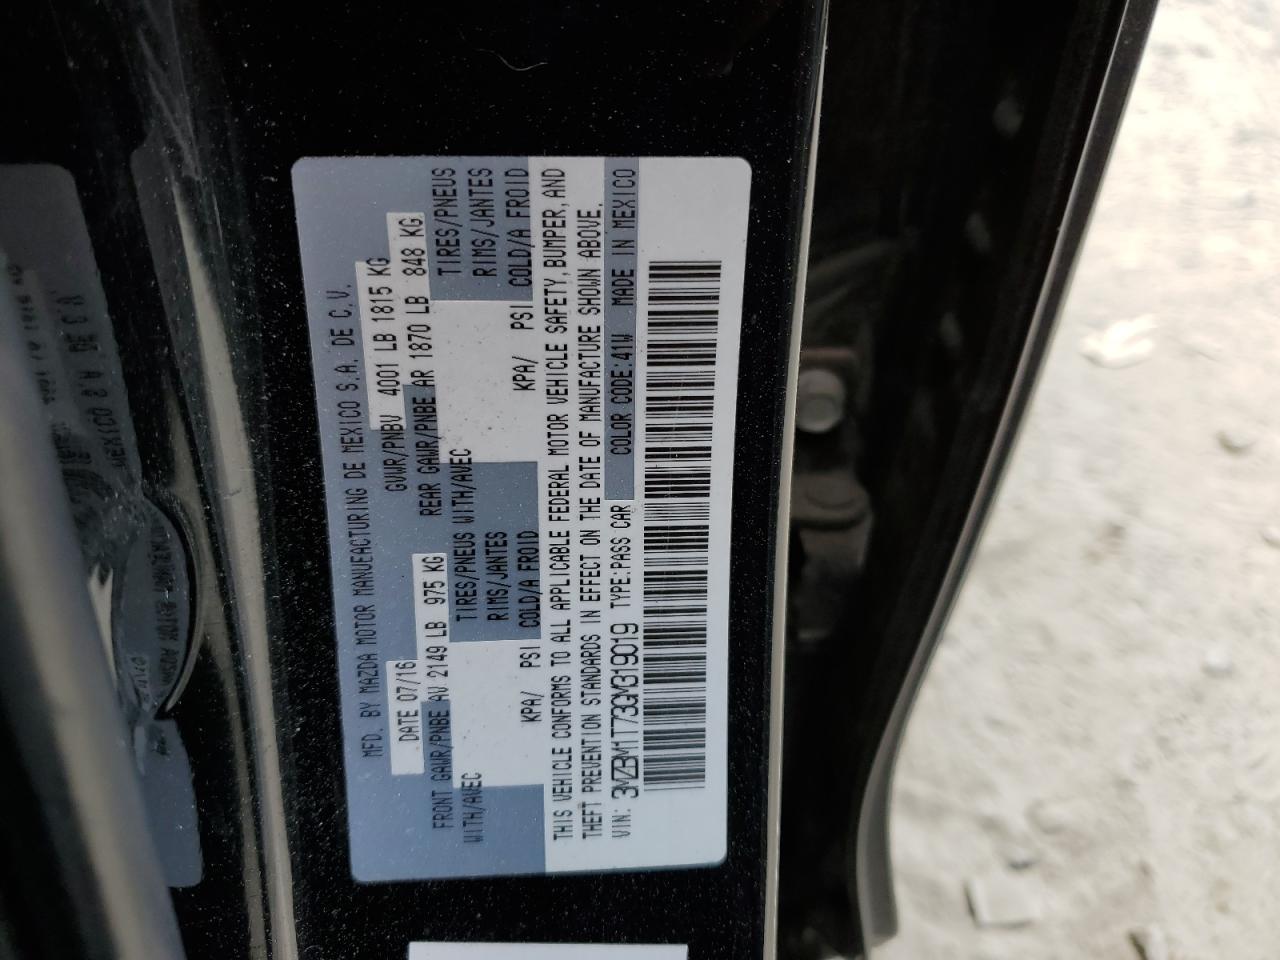 MFD. BY MAZDA MOTOR MANUFACTURING DE MEXICO S.A. DE C.V.
DATE 07/16 GVWR/PNBV 4001 LB 1815 KG
FRONT GAWR/PNBE AV 2149 LB 975 KG REAR GAWR/PNBE AR 1870 LB 848 KG
WITH/AVEC TIRES/PNEUS WITH/AVEC TIRES/PNEUS
RIMS/JANTES RIMS/JANTES
KPA/ PSI COLD/A FROID KPA/ PSI COLD/A FROID
THIS VEHICLE CONFORMS TO ALL APPLICABLE FEDERAL MOTOR VEHICLE SAFETY, BUMPER, AND
THEFT PREVENTION STANDARDS IN EFFECT ON THE DATE OF MANUFACTURE SHOWN ABOVE.
VIN: 3MZBM1T73GM319019 TYPE:PASS CAR COLOR CODE:41W MADE IN MEXICO